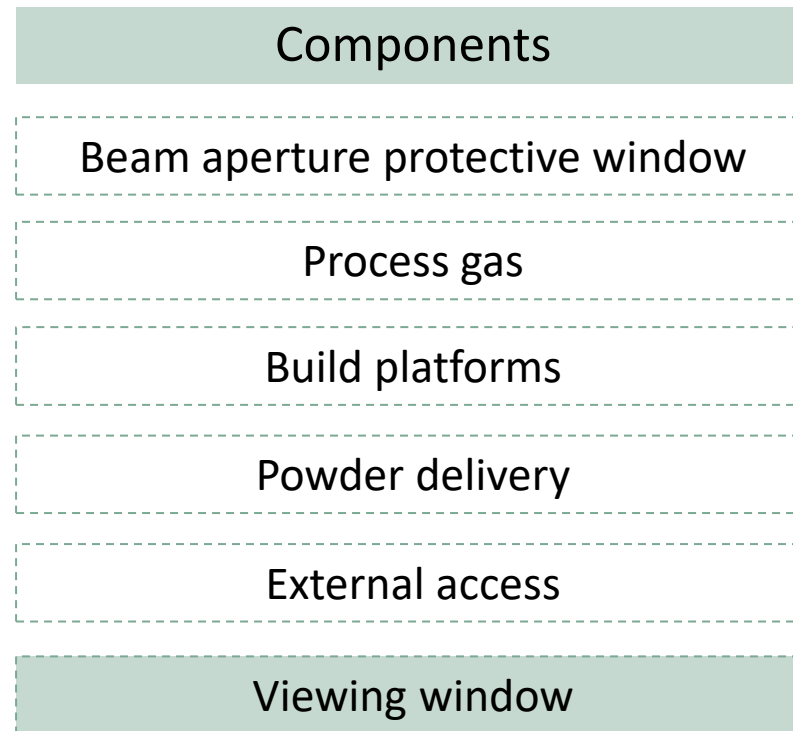 Components
Beam aperture protective window
Process gas
Build platforms
Powder delivery
External access
Viewing window